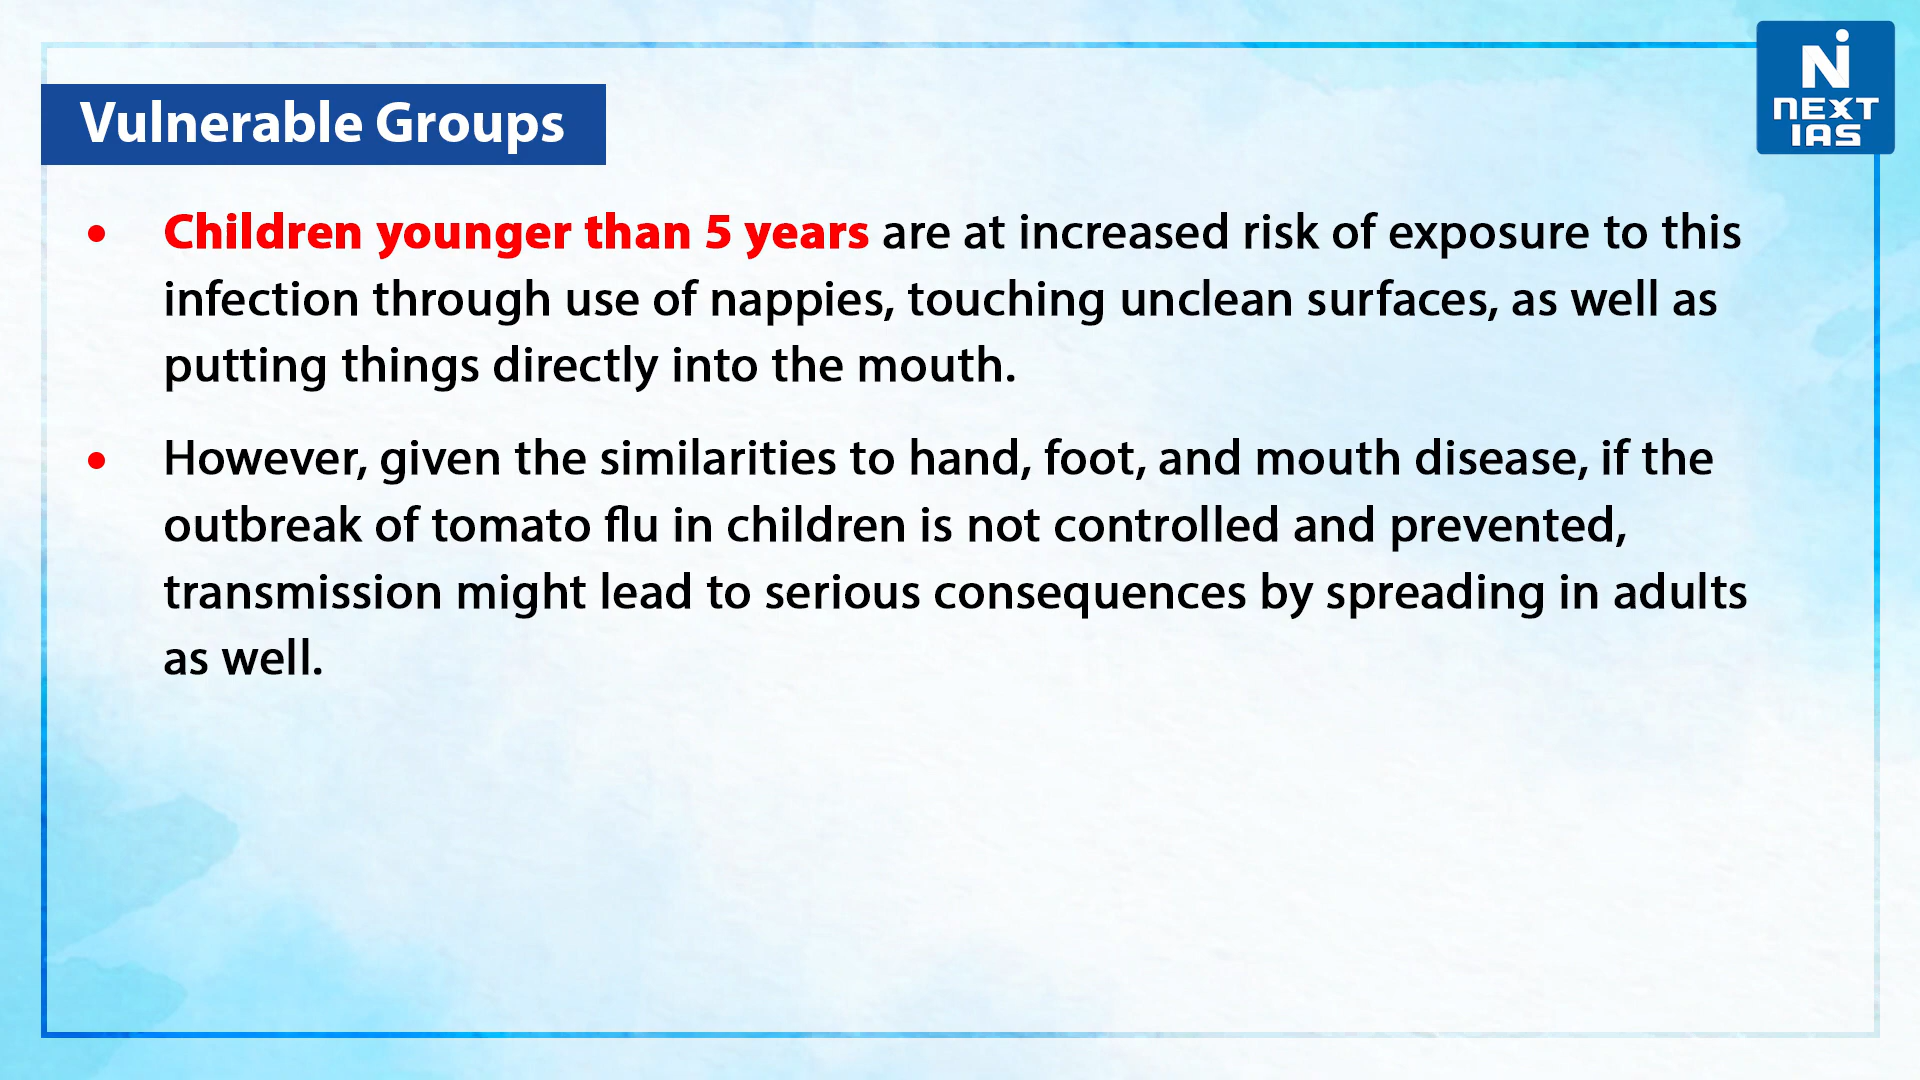 Vulnerable Groups
NEXT
IAS
• Children younger than 5 years are at increased risk of exposure to this
infection through use of nappies, touching unclean surfaces, as well as
putting things directly into the mouth.
• However, given the similarities to hand, foot, and mouth disease, if the
outbreak of tomato flu in children is not controlled and prevented,
transmission might lead to serious consequences by spreading in adults
as well.